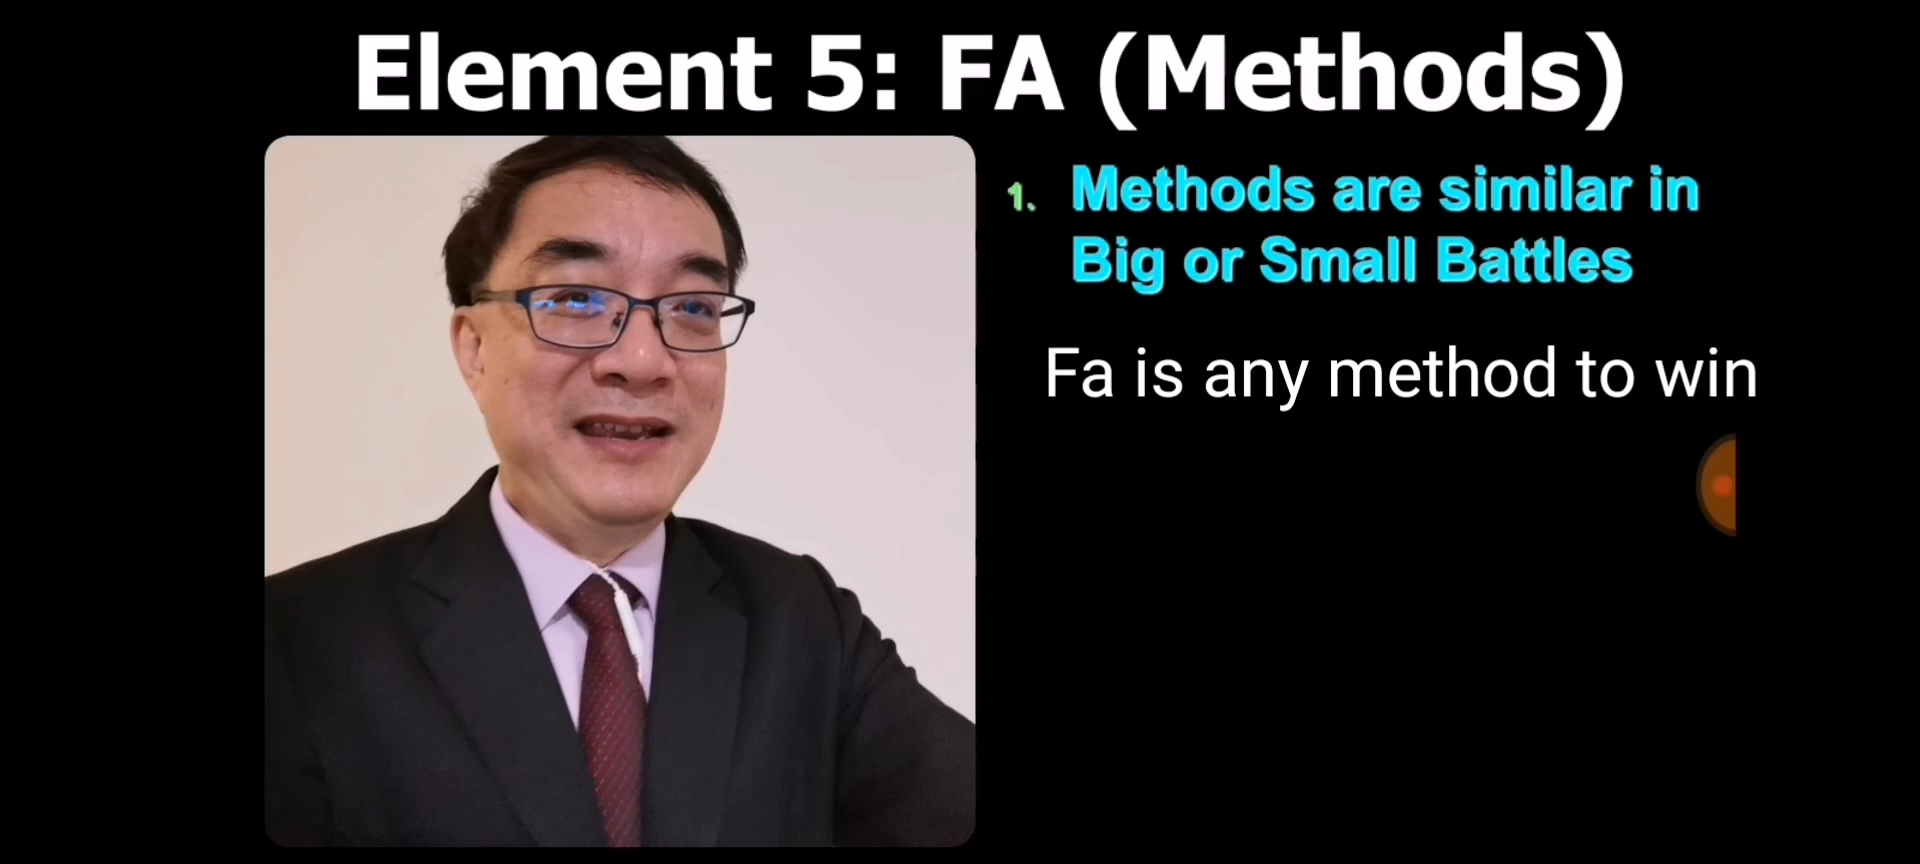 Element 5: FA (Methods)
1. Methods are similar in
Big or Small Battles
Fa is any method to win